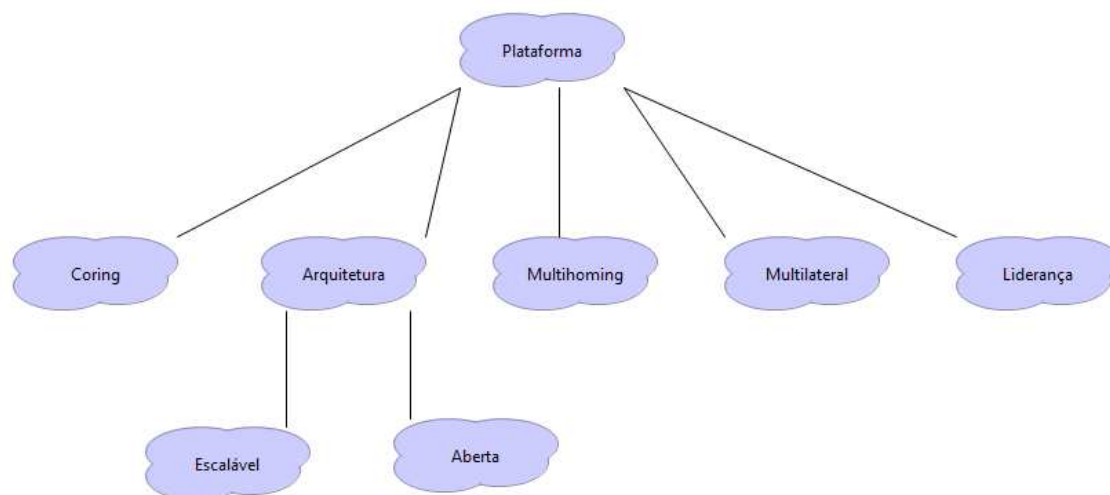 Plataforma
Coring
Arquitetura
Multihoming
Multilateral
Liderança
Escalável
Aberta